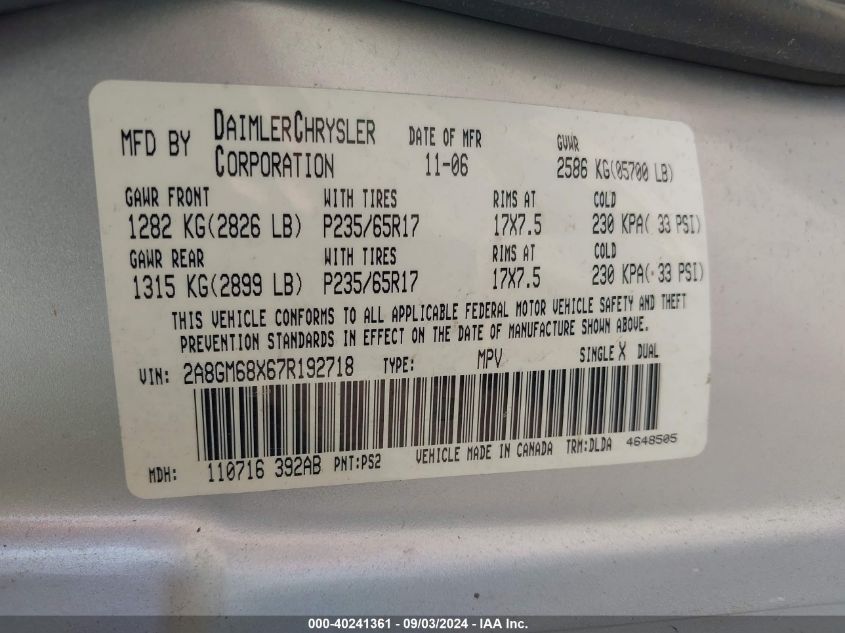 MFD BY DAIMLERCHRYSLER CORPORATION DATE OF MFR 11-06 GVWR 2586 KG(05700 LB)
GAWR FRONT WITH TIRES RIMS AT COLD
1282 KG(2826 LB) P235/65R17 17X7.5 230 KPA( 33 PSI)
GAWR REAR WITH TIRES RIMS AT COLD
1315 KG(2899 LB) P235/65R17 17X7.5 230 KPA( 33 PSI)
THIS VEHICLE CONFORMS TO ALL APPLICABLE FEDERAL MOTOR VEHICLE SAFETY AND THEFT
PREVENTION STANDARDS IN EFFECT ON THE DATE OF MANUFACTURE SHOWN ABOVE.
VIN: 2A8GM68X67R192718 TYPE: MPV SINGLE X DUAL
MDH: 110716 392AB PNT:PS2 VEHICLE MADE IN CANADA TRM:DLDA 4648505
000-40241361 - 09/03/2024 - IAA Inc.